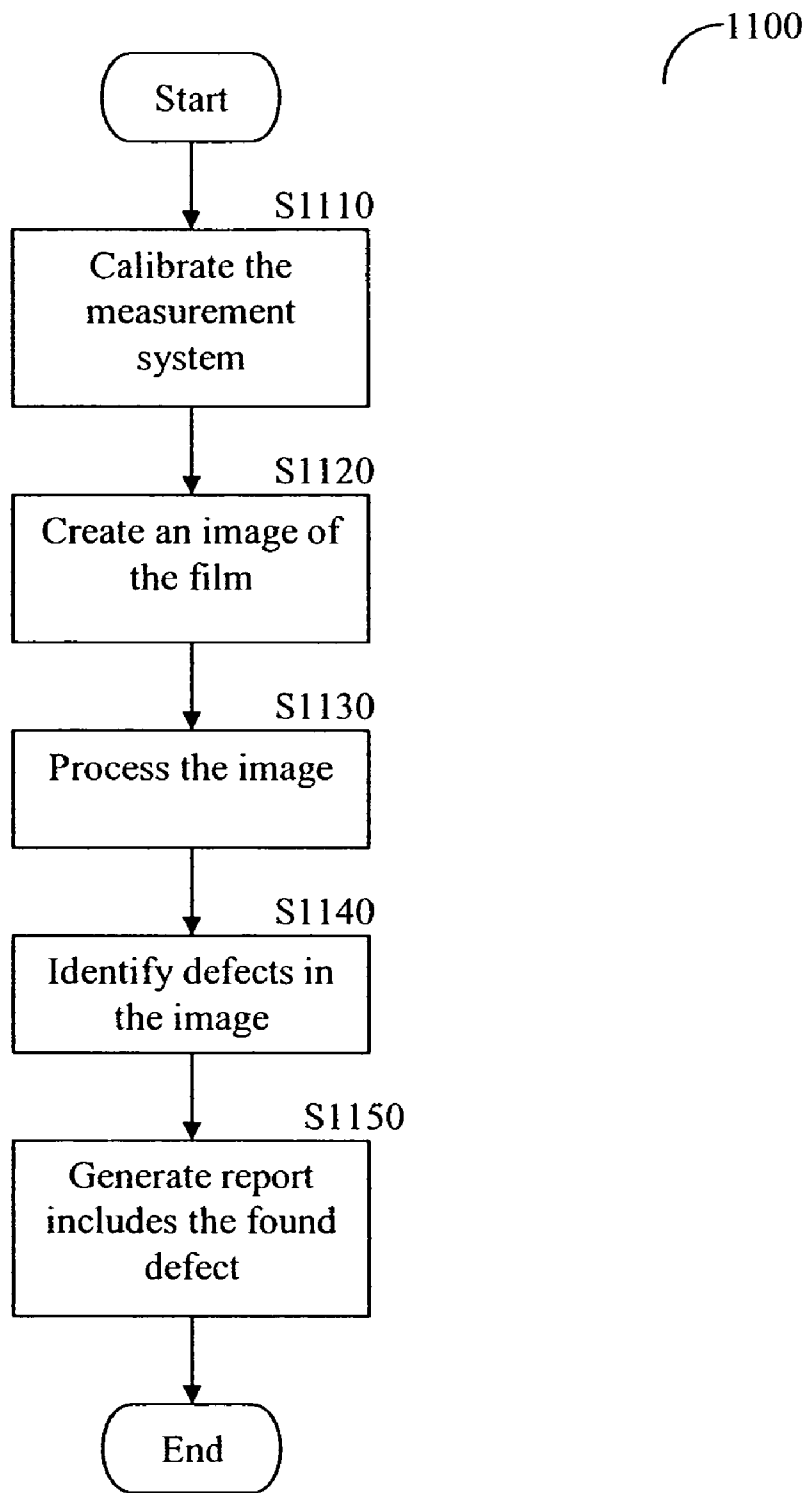 1100
Start
S1110
Calibrate the
measurement
system
S1120
Create an image of
the film
S1130
Process the image
S1140
Identify defects in
the image
S1150
Generate report
includes the found
defect
End